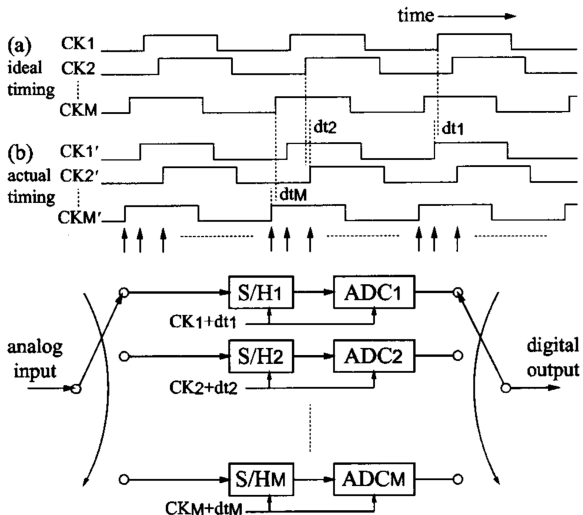 time
(a) CK1
ideal CK2
timing
CKM
dt2 dt1
(b) CK1′
actual CK2′
timing dtM
CKM′
S/H1 ADC1
CK1+dt1
analog input
S/H2 ADC2
CK2+dt2
digital output
S/HM ADCM
CKM+dtM